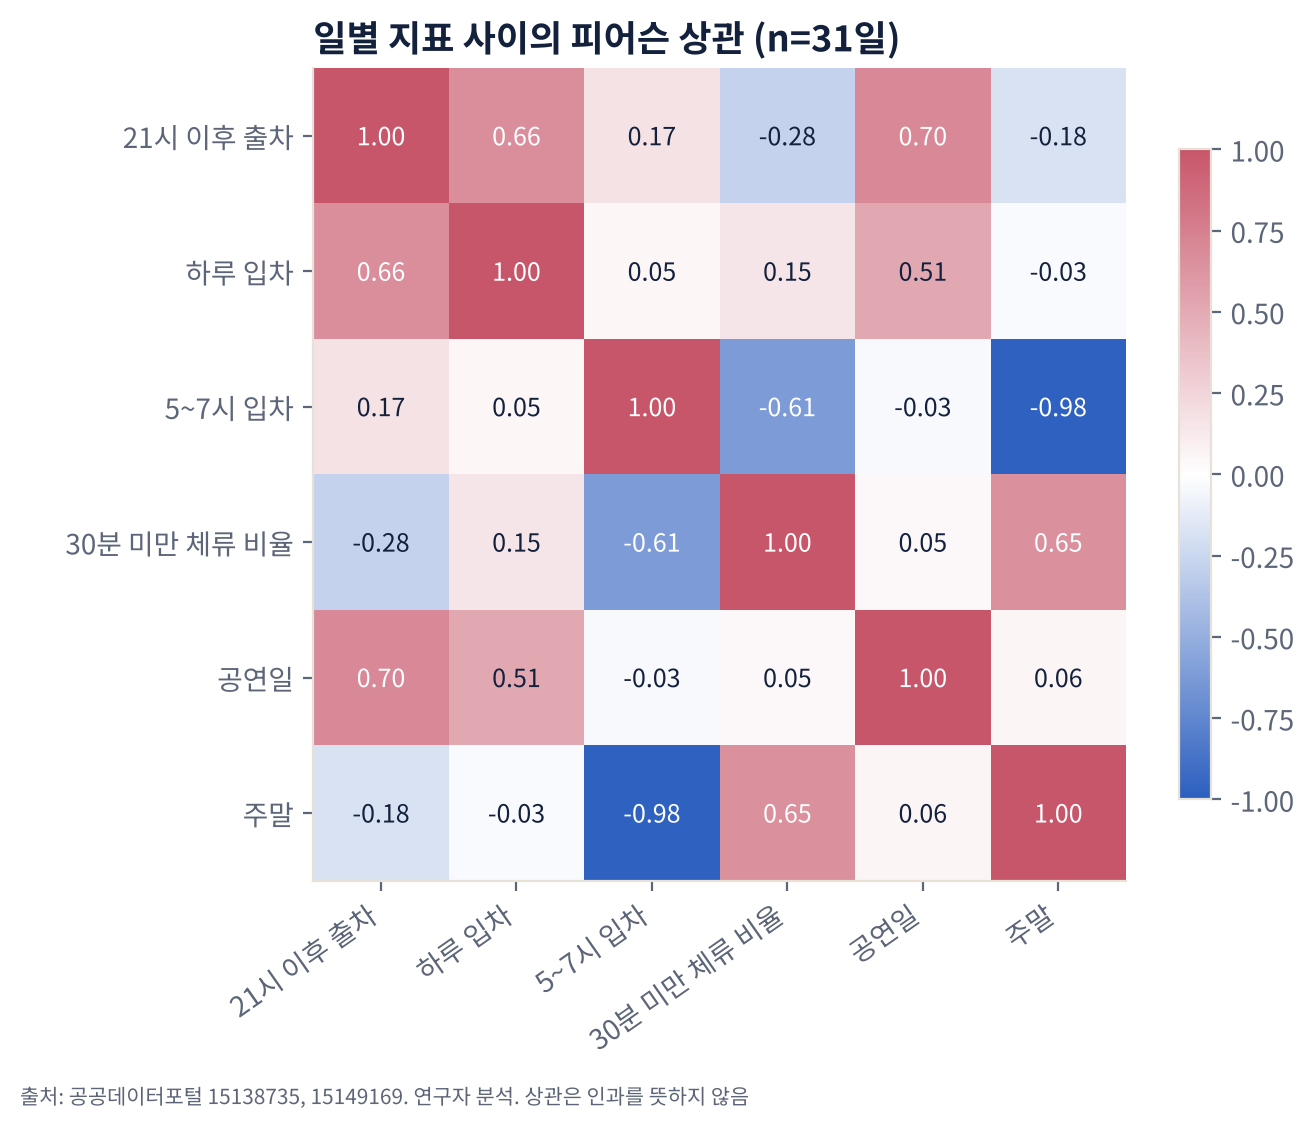 일별 지표 사이의 피어슨 상관 (n=31일)
21시 이후 출차 1.00 0.66 0.17 -0.28 0.70 -0.18
하루 입차 0.66 1.00 0.05 0.15 0.51 -0.03
5~7시 입차 0.17 0.05 1.00 -0.61 -0.03 -0.98
30분 미만 체류 비율 -0.28 0.15 -0.61 1.00 0.05 0.65
공연일 0.70 0.51 -0.03 0.05 1.00 0.06
주말 -0.18 -0.03 -0.98 0.65 0.06 1.00
21시 이후 출차
하루 입차
5~7시 입차
30분 미만 체류 비율
공연일
주말
1.00
0.75
0.50
0.25
0.00
-0.25
-0.50
-0.75
-1.00
출처: 공공데이터포털 15138735, 15149169. 연구자 분석. 상관은 인과를 뜻하지 않음